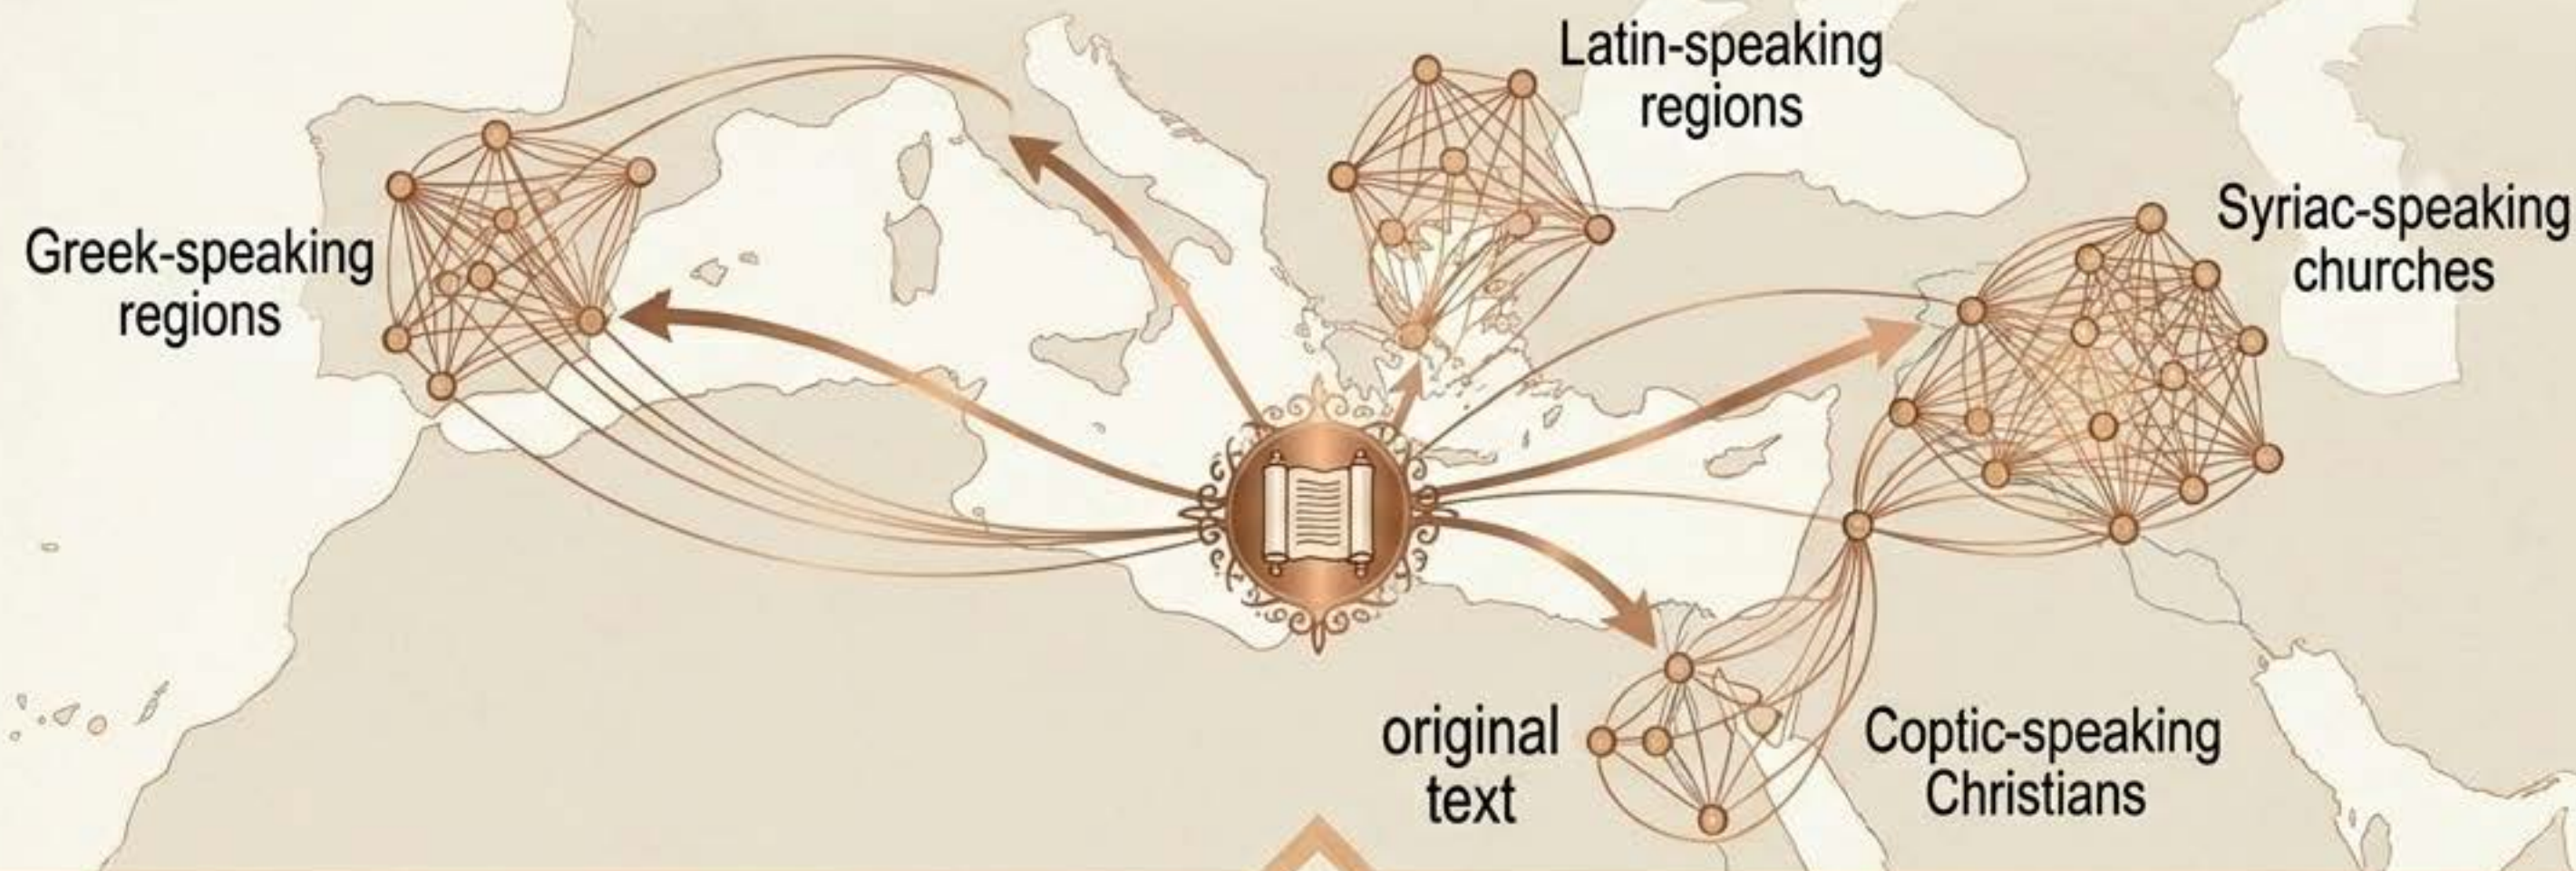 Latin-speaking
regions
Greek-speaking
regions
Syriac-speaking
churches
original
text
Coptic-speaking
Christians